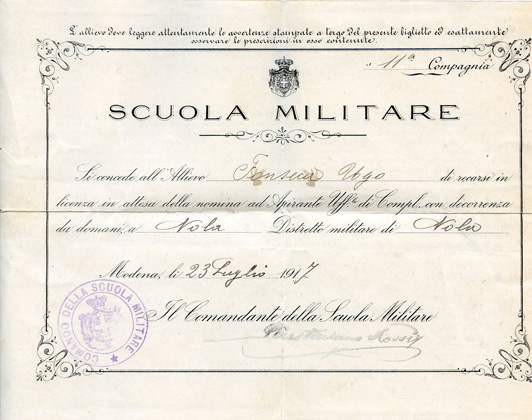 L'allievo deve leggere attentamente le avvertenze stampate a tergo del presente biglietto ed esattamente
osservare le prescrizioni in esso contenute.
11ª Compagnia
SCUOLA MILITARE
Si concede all'Allievo Fonseca Ugo di recarsi in
licenza in attesa della nomina ad Aspirante Uff.le di Compl. con decorrenza
da domani, a Nola Distretto militare di Nola
Modena, li 23 Luglio 1917
Il Comandante della Scuola Militare
Rossi
COMANDO DELLA SCUOLA MILITARE